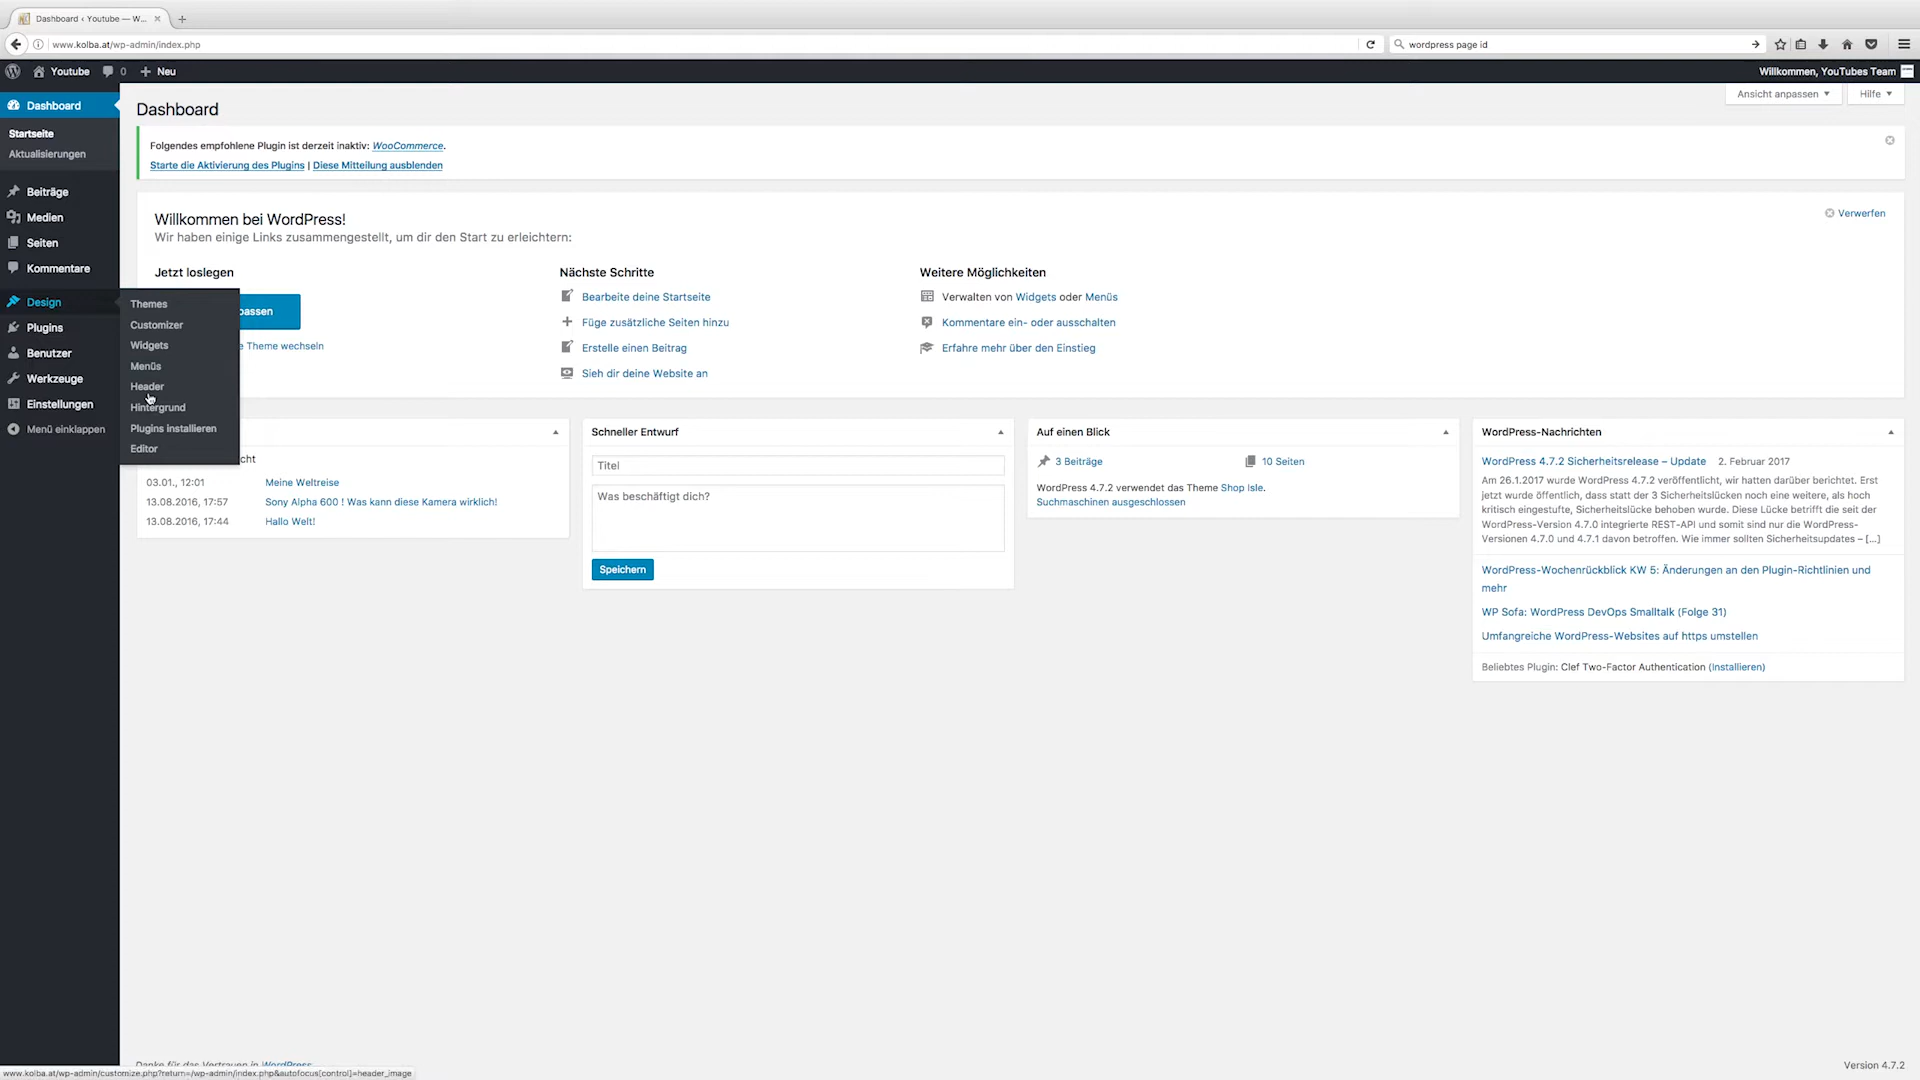 Dashboard ‹ Youtube — W...
www.kolba.at/wp-admin/index.php
wordpress page id
Youtube
0
Neu
Willkommen, YouTubes Team
Dashboard
Startseite
Aktualisierungen
Beiträge
Medien
Seiten
Kommentare
Design
Plugins
Benutzer
Werkzeuge
Einstellungen
Menü einklappen
Themes
Customizer
Widgets
Menüs
Header
Hintergrund
Plugins installieren
Editor
Dashboard
Ansicht anpassen
Hilfe
Folgendes empfohlene Plugin ist derzeit inaktiv: WooCommerce.
Starte die Aktivierung des Plugins | Diese Mitteilung ausblenden
Willkommen bei WordPress!
Verwerfen
Wir haben einige Links zusammengestellt, um dir den Start zu erleichtern:
Jetzt loslegen
passen
e Theme wechseln
Nächste Schritte
Bearbeite deine Startseite
Füge zusätzliche Seiten hinzu
Erstelle einen Beitrag
Sieh dir deine Website an
Weitere Möglichkeiten
Verwalten von Widgets oder Menüs
Kommentare ein- oder ausschalten
Erfahre mehr über den Einstieg
cht
03.01., 12:01 Meine Weltreise
13.08.2016, 17:57 Sony Alpha 600 ! Was kann diese Kamera wirklich!
13.08.2016, 17:44 Hallo Welt!
Schneller Entwurf
Titel
Was beschäftigt dich?
Speichern
Auf einen Blick
3 Beiträge
10 Seiten
WordPress 4.7.2 verwendet das Theme Shop Isle.
Suchmaschinen ausgeschlossen
WordPress-Nachrichten
WordPress 4.7.2 Sicherheitsrelease – Update 2. Februar 2017
Am 26.1.2017 wurde WordPress 4.7.2 veröffentlicht, wir hatten darüber berichtet. Erst
jetzt wurde öffentlich, dass statt der 3 Sicherheitslücken noch eine weitere, als hoch
kritisch eingestufte, Sicherheitslücke behoben wurde. Diese Lücke betrifft die seit der
WordPress-Version 4.7.0 integrierte REST-API und somit sind nur die WordPress-
Versionen 4.7.0 und 4.7.1 davon betroffen. Wie immer sollten Sicherheitsupdates – [...]
WordPress-Wochenrückblick KW 5: Änderungen an den Plugin-Richtlinien und
mehr
WP Sofa: WordPress DevOps Smalltalk (Folge 31)
Umfangreiche WordPress-Websites auf https umstellen
Beliebtes Plugin: Clef Two-Factor Authentication (Installieren)
Danke für das Vertrauen in WordPress.
Version 4.7.2
www.kolba.at/wp-admin/customize.php?return=/wp-admin/index.php&autofocus[control]=header_image